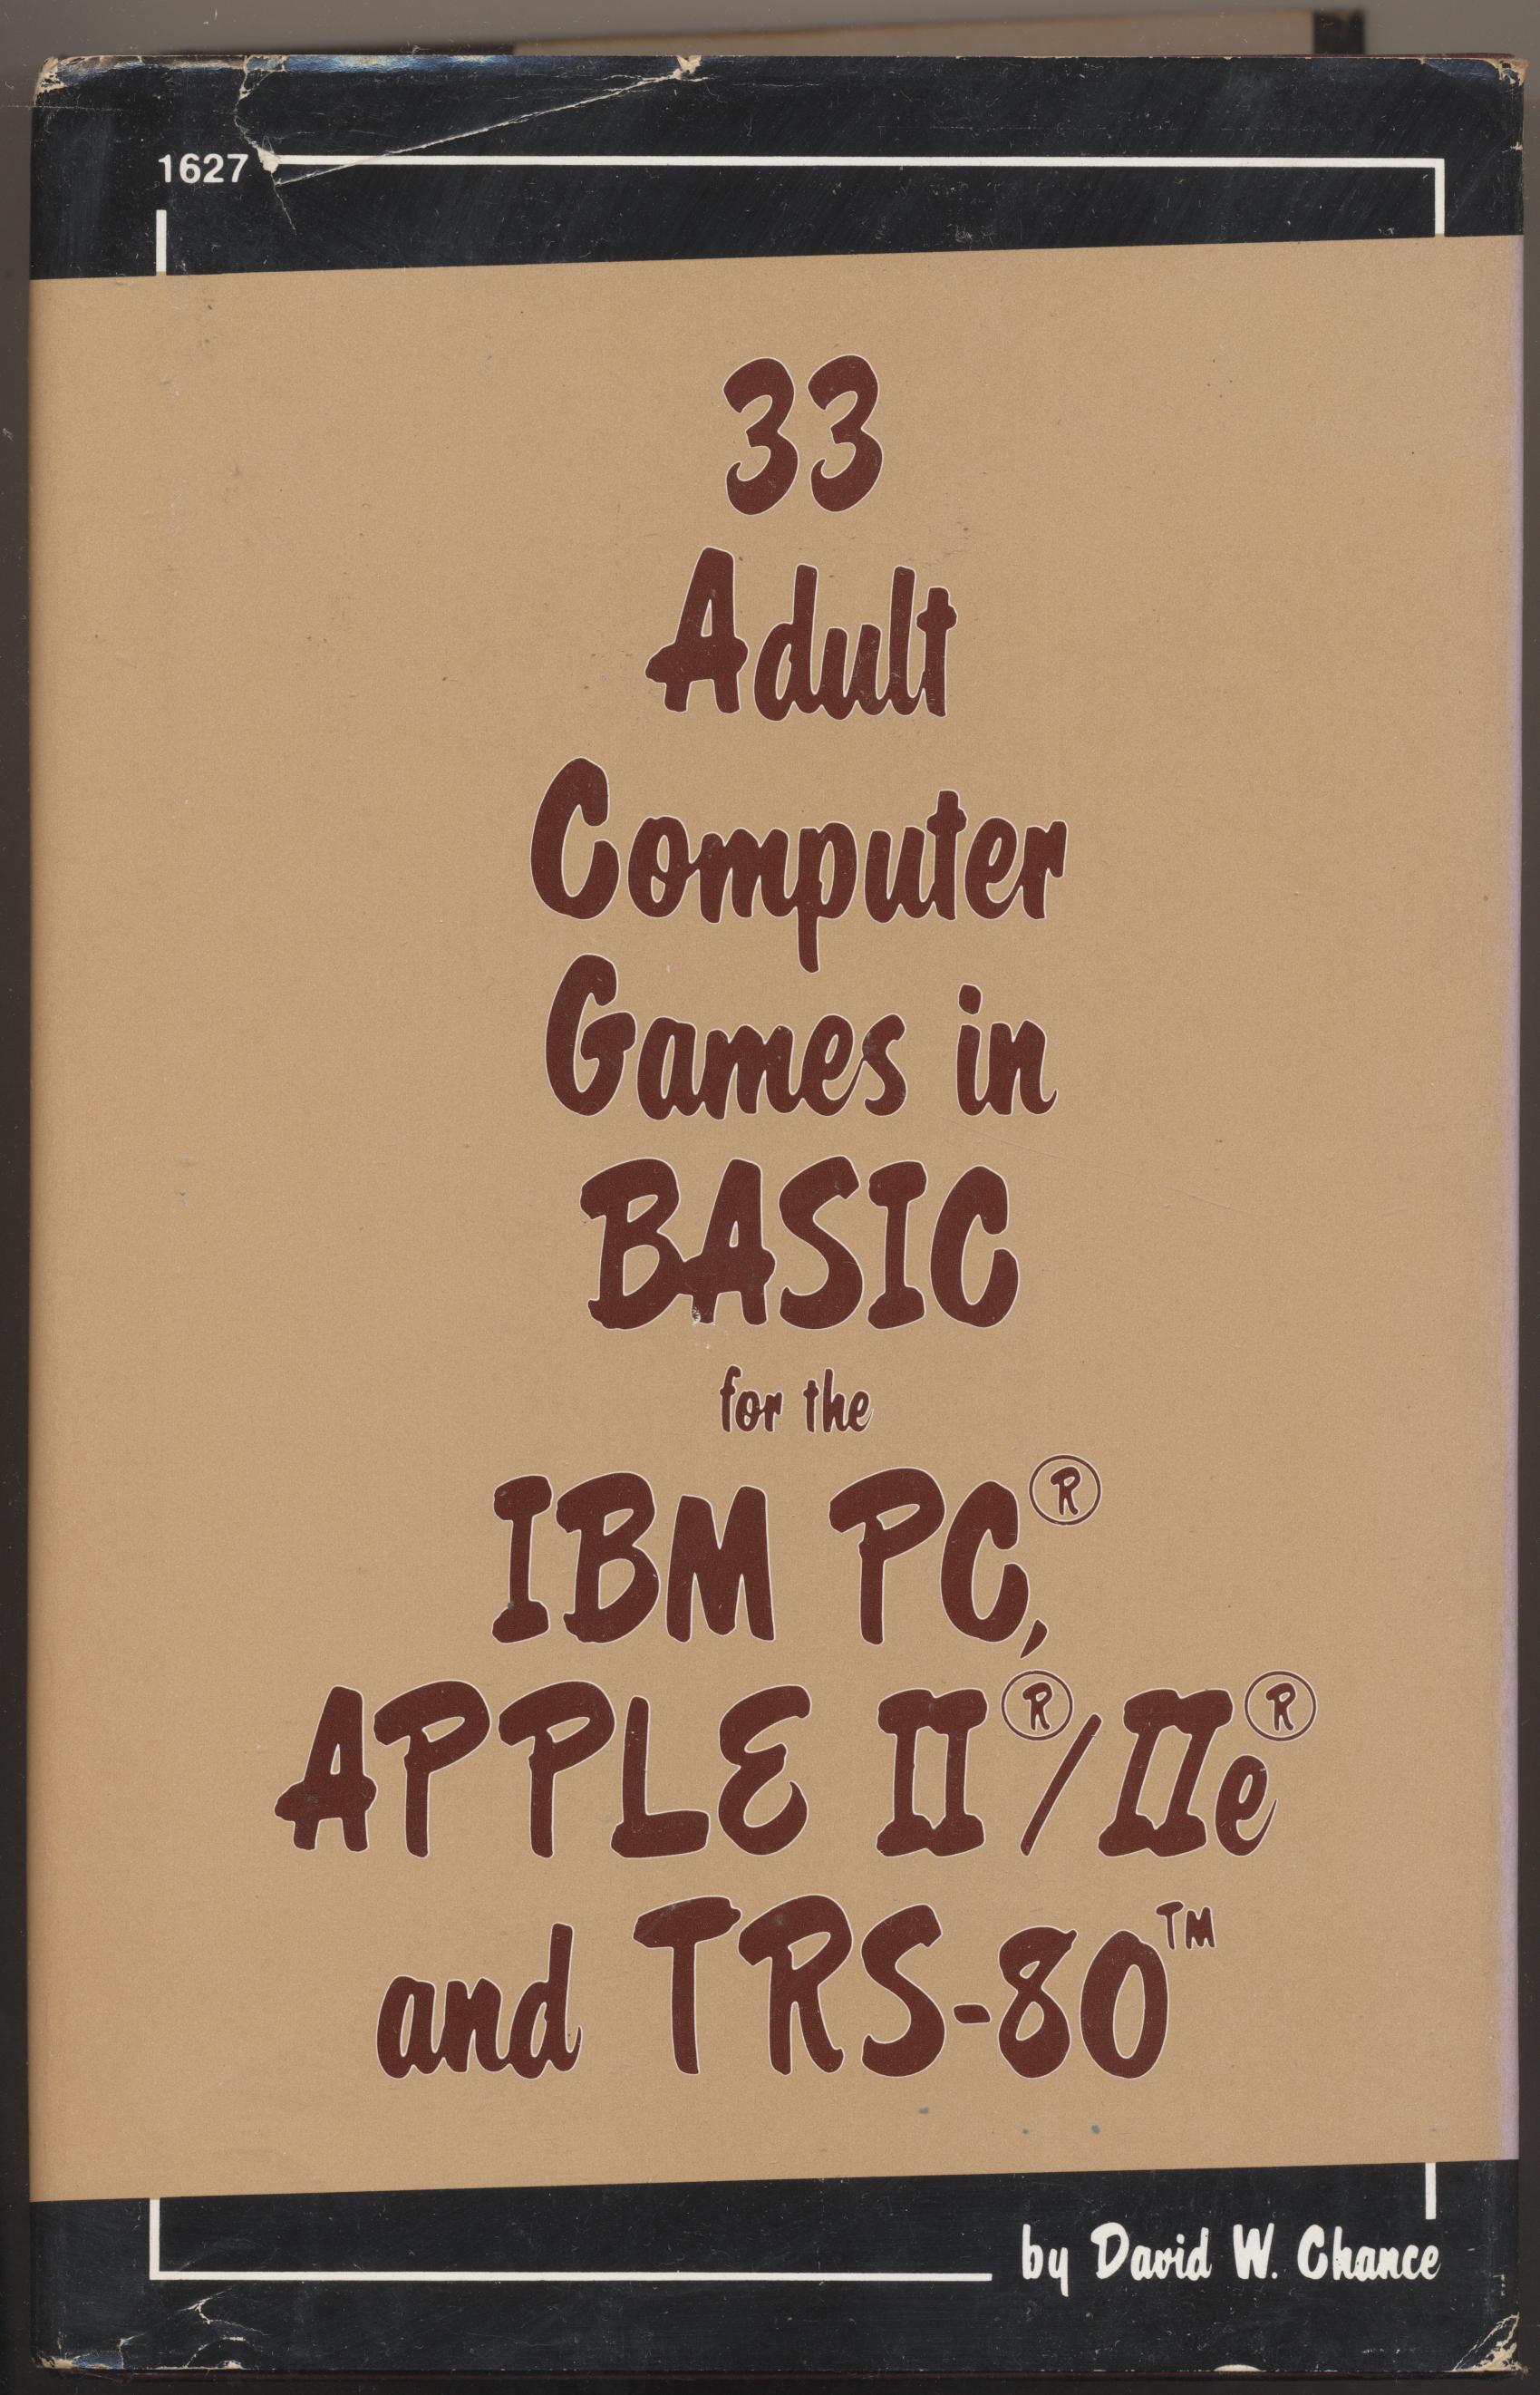 1627
33
Adult
Computer
Games in
BASIC
for the
IBM PC,®
APPLE II®/IIe®
and TRS-80™
by David W. Chance